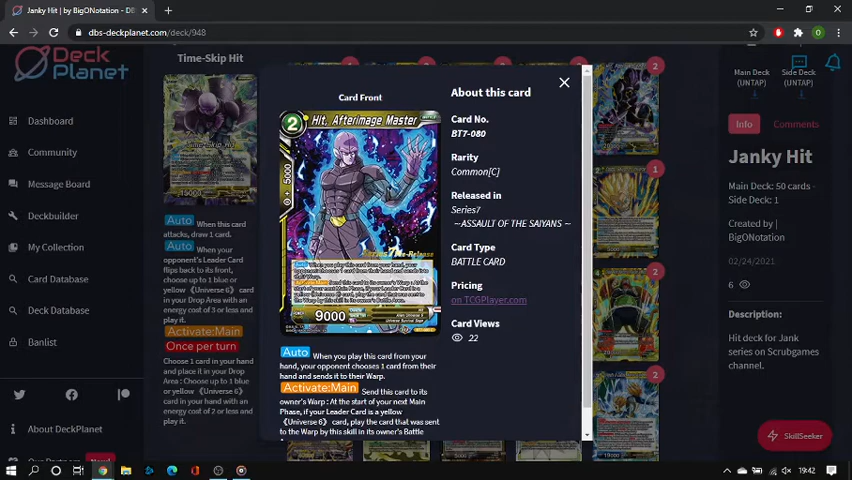 Janky Hit | BigONotation - DBS
dbs-deckplanet.com/deck/948
Deck
Planet
Dashboard
Community
Message Board
Deckbuilder
My Collection
Card Database
Deck Database
Banlist
About DeckPlanet
Time-Skip Hit
Time-Skip Hit
15000
Auto When this card
attacks, draw 1 card.
Auto When your
opponent's Leader Card
flips back to its front,
choose up to 1 blue or
yellow 《Universe 6》
card in your Drop Area
with an energy cost of
3 or less and
play it.
Activate:Main
Once per turn
Choose 1 card in your hand
and place it in your Drop
Area : Choose up to 1 blue
or yellow 《Universe 6》
card in your hand with an
energy cost of 2 or less and
play it.
Card Front
2 Hit, Afterimage Master
BATTLE
+ 5000
9000
Auto When you play this card from your
hand, your opponent chooses 1 card from their
hand and sends it to their Warp.
Activate:Main Send this card to its
owner's Warp : At the start of your next Main
Phase, if your Leader Card is a yellow
《Universe 6》 card, play the card that was sent
to the Warp by this skill in its owner's Battle
About this card
Card No.
BT7-080
Rarity
Common[C]
Released in
Series7
～ASSAULT OF THE SAIYANS～
Card Type
BATTLE CARD
Pricing
on TCGPlayer.com
Card Views
22
2
1
2
2
Main Deck
(UNTAP)
Side Deck
(UNTAP)
Info
Comments
Janky Hit
Main Deck: 50 cards -
Side Deck: 1
Created by |
BigONotation
02/24/2021
6
Description:
Hit deck for Jank
series on Scrubgames
channel.
SkillSeeker
19:42